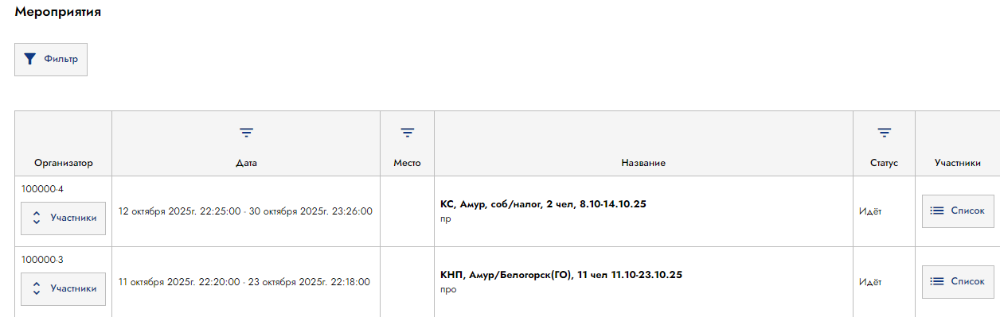 Мероприятия
Фильтр
Организатор
Дата
Место
Название
Статус
Участники
100000-4
Участники
12 октября 2025г. 22:25:00 - 30 октября 2025г. 23:26:00
КС, Амур, соб/налог, 2 чел, 8.10-14.10.25
пр
Идёт
Список
100000-3
Участники
11 октября 2025г. 22:20:00 - 23 октября 2025г. 22:18:00
КНП, Амур/Белогорск(ГО), 11 чел 11.10-23.10.25
про
Идёт
Список